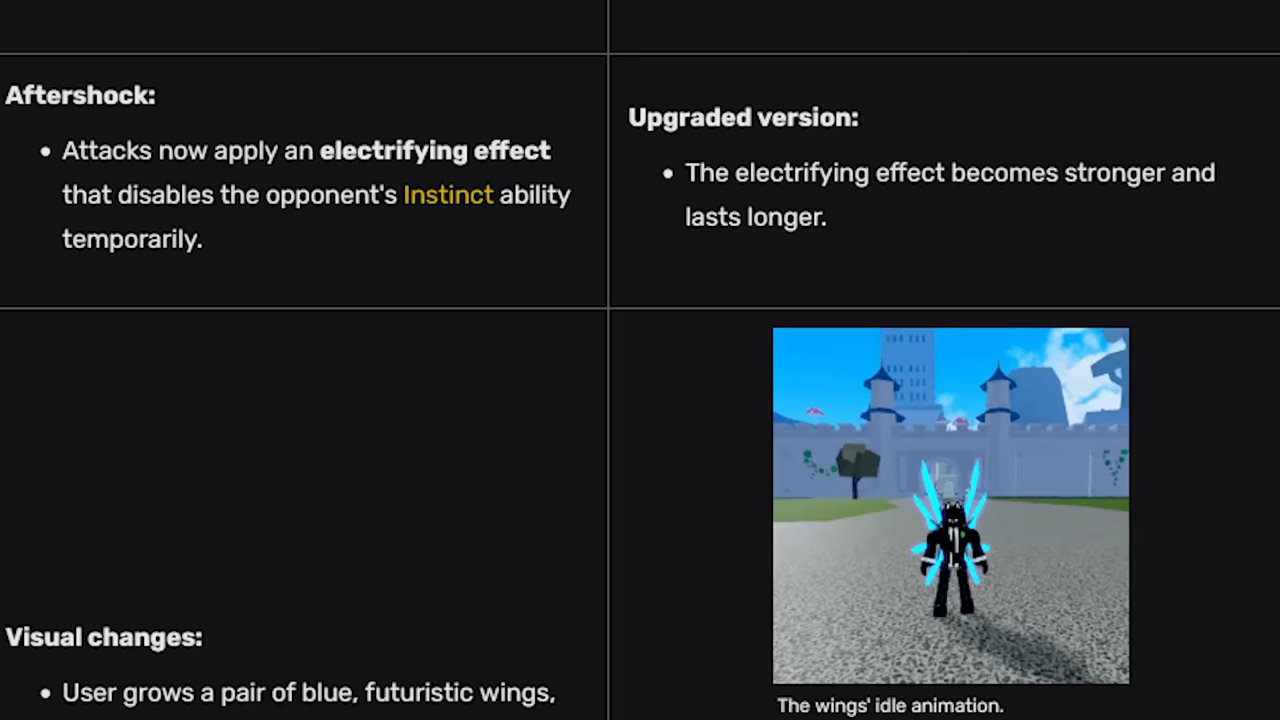 Aftershock:
• Attacks now apply an electrifying effect
that disables the opponent's Instinct ability
temporarily.
Upgraded version:
• The electrifying effect becomes stronger and
lasts longer.
Visual changes:
• User grows a pair of blue, futuristic wings,
The wings' idle animation.